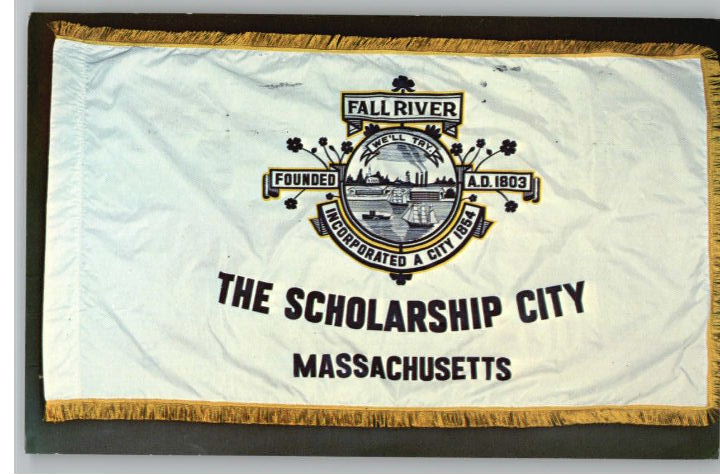 FALL RIVER
WE'LL TRY
FOUNDED A.D. 1803
INCORPORATED A CITY 1854
THE SCHOLARSHIP CITY
MASSACHUSETTS